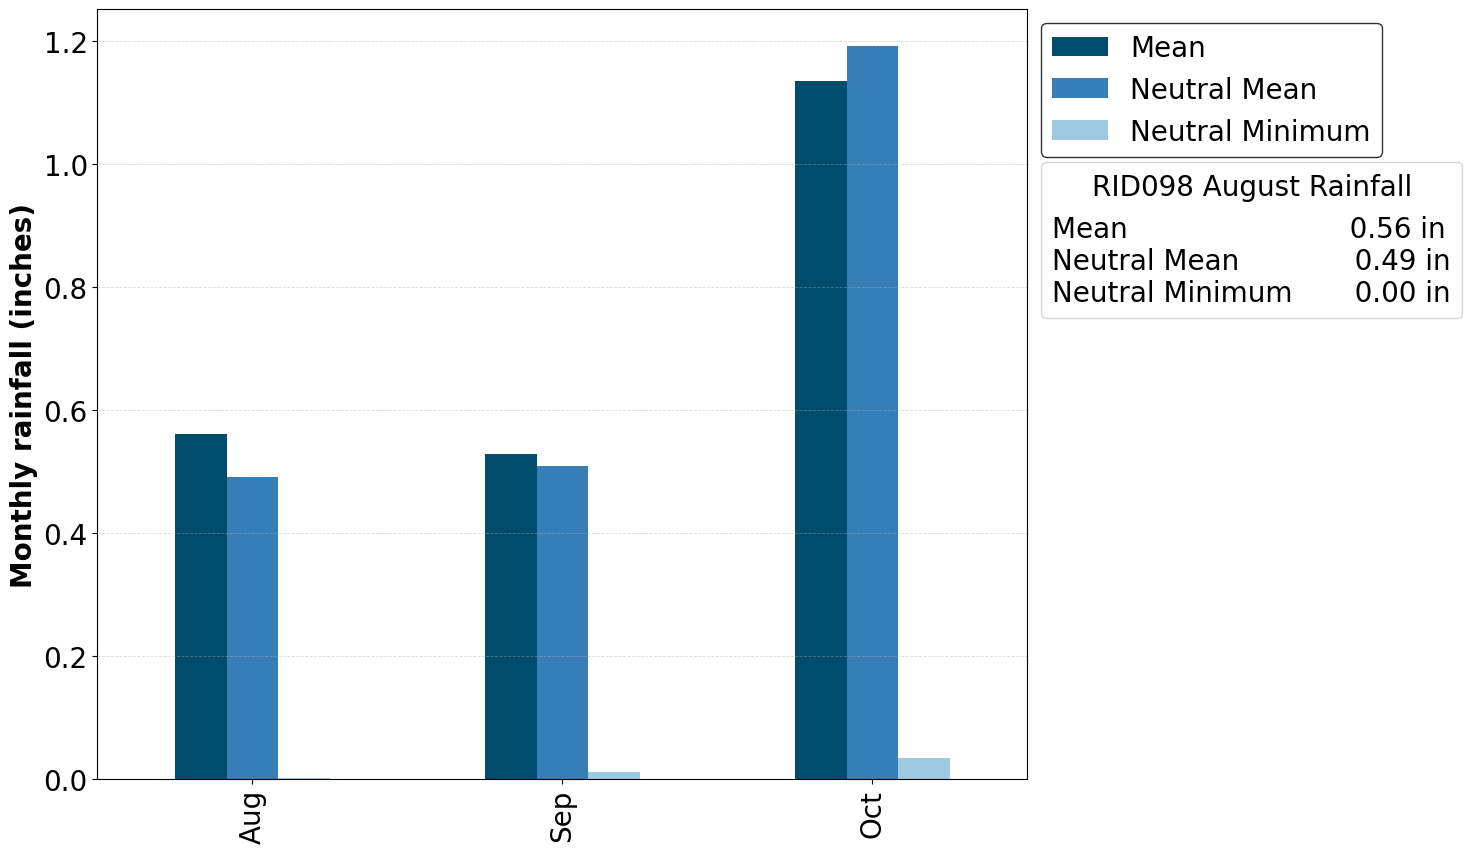 Monthly rainfall (inches)
1.2
1.0
0.8
0.6
0.4
0.2
0.0
Aug
Sep
Oct
Mean
Neutral Mean
Neutral Minimum
RID098 August Rainfall
Mean 0.56 in
Neutral Mean 0.49 in
Neutral Minimum 0.00 in